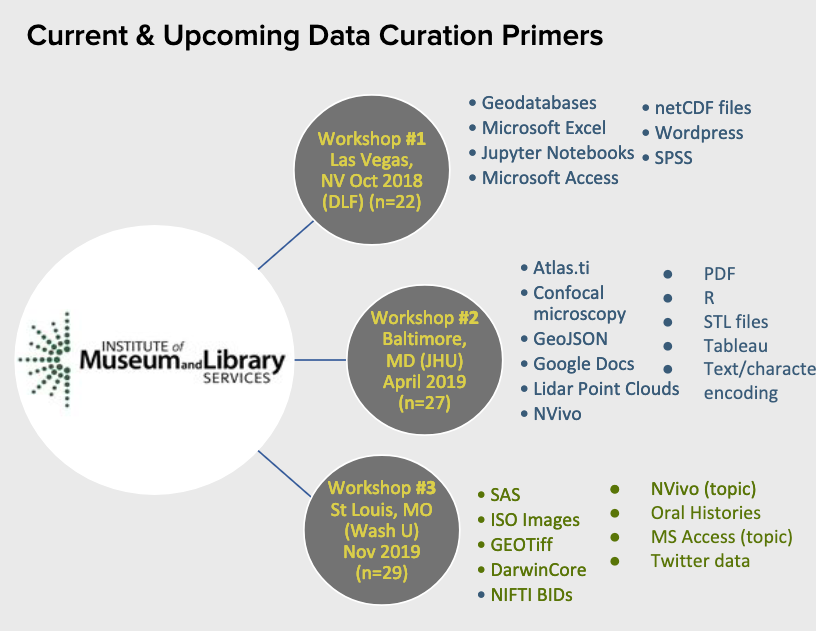 Current & Upcoming Data Curation Primers
Workshop #1
Las Vegas,
NV Oct 2018
(DLF) (n=22)
• Geodatabases
• Microsoft Excel
• Jupyter Notebooks
• Microsoft Access
• netCDF files
• Wordpress
• SPSS
INSTITUTE of
Museum and Library
SERVICES
Workshop #2
Baltimore,
MD (JHU)
April 2019
(n=27)
• Atlas.ti
• Confocal
microscopy
• GeoJSON
• Google Docs
• Lidar Point Clouds
• NVivo
● PDF
● R
● STL files
● Tableau
● Text/characte
encoding
Workshop #3
St Louis, MO
(Wash U)
Nov 2019
(n=29)
• SAS
• ISO Images
• GEOTiff
• DarwinCore
• NIFTI BIDs
● NVivo (topic)
● Oral Histories
● MS Access (topic)
● Twitter data